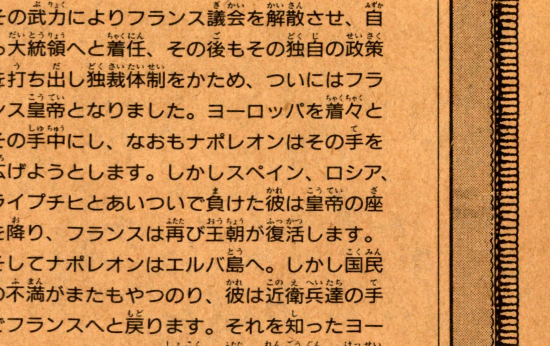 その武力によりフランス議会を解散させ、自
ら大統領へと着任、その後もその独自の政策
を打ち出し独裁体制をかため、ついにはフラ
ンス皇帝となりました。ヨーロッパを着々と
その手中にし、なおもナポレオンはその手を
広げようとします。しかしスペイン、ロシア、
ライプチヒとあいついで負けた彼は皇帝の座
を降り、フランスは再び王朝が復活します。
そしてナポレオンはエルバ島へ。しかし国民
の不満がまたもやつのり、彼は近衛兵達の手
でフランスへと戻ります。それを知ったヨー